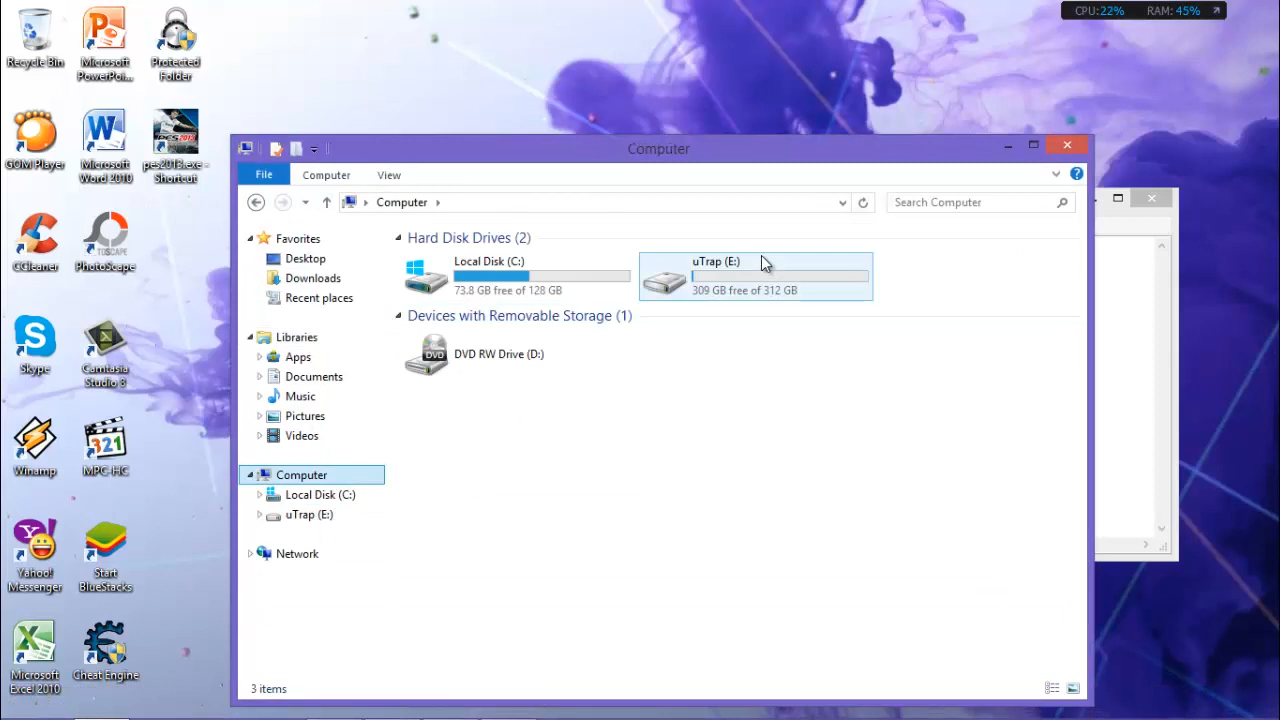 CPU:22% RAM: 45%
Recycle Bin
Microsoft PowerPoi...
Protected Folder
GOM Player
Microsoft Word 2010
pes2013.exe - Shortcut
CCleaner
PhotoScape
Skype
Camtasia Studio 8
Winamp
MPC-HC
Yahoo! Messenger
Start BlueStacks
Microsoft Excel 2010
Cheat Engine
Computer
File Computer View
Computer
Search Computer
Favorites
Desktop
Downloads
Recent places
Libraries
Apps
Documents
Music
Pictures
Videos
Computer
Local Disk (C:)
uTrap (E:)
Network
Hard Disk Drives (2)
Local Disk (C:)
73.8 GB free of 128 GB
uTrap (E:)
309 GB free of 312 GB
Devices with Removable Storage (1)
DVD
DVD RW Drive (D:)
3 items